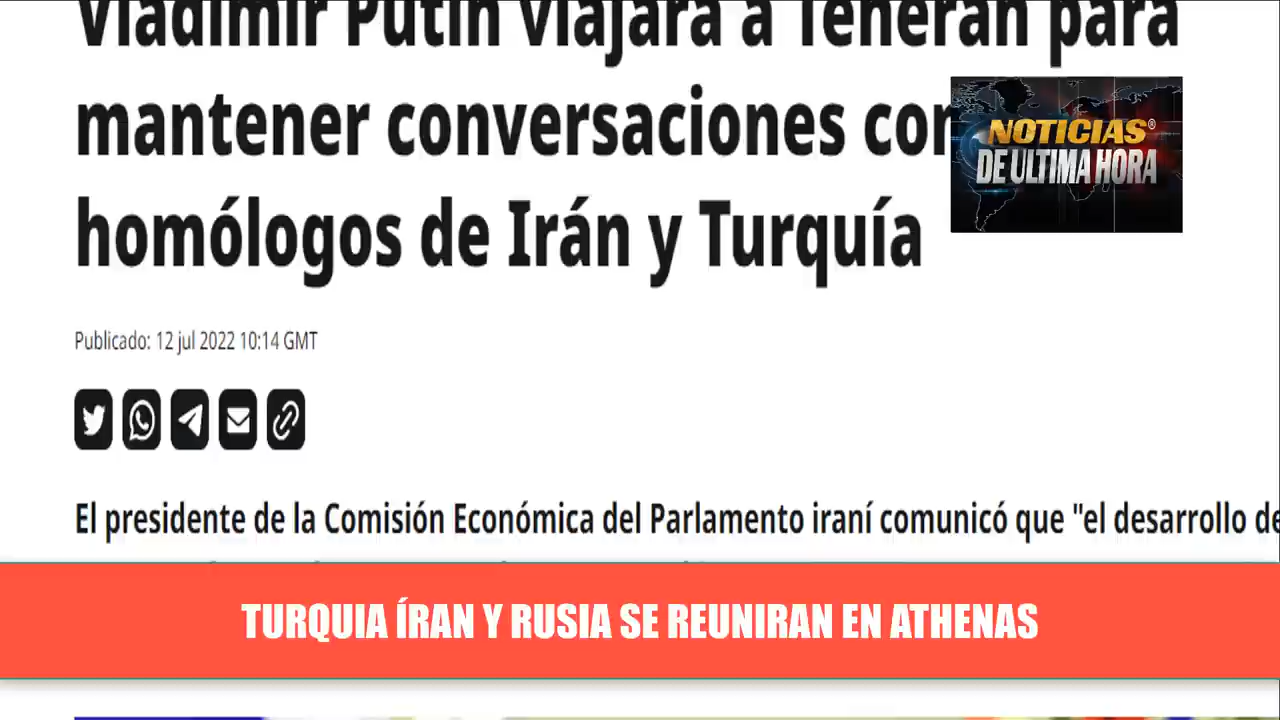 Vladimir Putin viajará a Teherán para
mantener conversaciones con
homólogos de Irán y Turquía
NOTICIAS®
DE ULTIMA HORA
Publicado: 12 jul 2022 10:14 GMT
El presidente de la Comisión Económica del Parlamento iraní comunicó que "el desarrollo de
TURQUIA ÍRAN Y RUSIA SE REUNIRAN EN ATHENAS